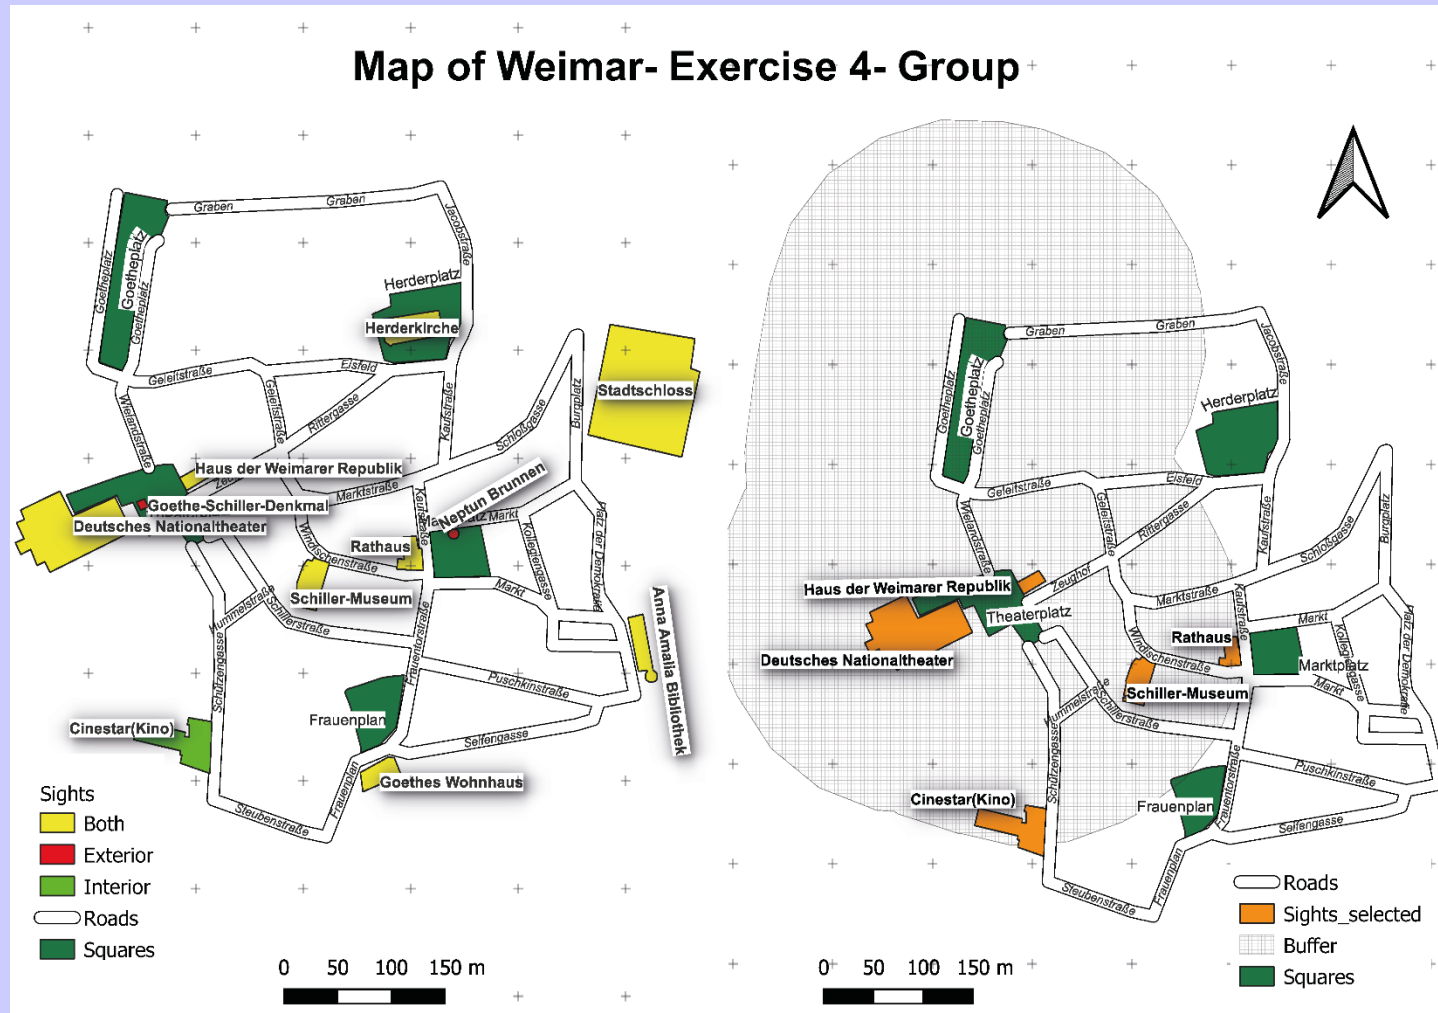 Map of Weimar- Exercise 4- Group
Graben
Graben
Jacobstraße
Goetheplatz
Goetheplatz
Goetheplatz
Herderplatz
Herderkirche
Stadtschloss
Geleitstraße
Eisfeld
Geleitstraße
Rittergasse
Wielandstraße
Kaufstraße
Schloßgasse
Burgplatz
Haus der Weimarer Republik
Marktstraße
Goethe-Schiller-Denkmal
Deutsches Nationaltheater
Kaufstraße
Neptun Brunnen
Markt
Kollegiengasse
Platz der Demokratie
Rathaus
Windischenstraße
Schiller-Museum
Markt
Hummelstraße
Schillerstraße
Frauentorstraße
Anna Amalia Bibliothek
Schützengasse
Puschkinstraße
Frauenplan
Cinestar(Kino)
Seifengasse
Goethes Wohnhaus
Frauenplan
Steubenstraße
Sights
Both
Exterior
Interior
Roads
Squares
0 50 100 150 m
Graben
Graben
Jacobstraße
Goetheplatz
Goetheplatz
Goetheplatz
Herderplatz
Geleitstraße
Eisfeld
Geleitstraße
Rittergasse
Wielandstraße
Kaufstraße
Schloßgasse
Burgplatz
Haus der Weimarer Republik
Zeughof
Theaterplatz
Marktstraße
Kaufstraße
Markt
Kollegiengasse
Platz der Demokratie
Deutsches Nationaltheater
Rathaus
Windischenstraße
Marktplatz
Schiller-Museum
Markt
Hummelstraße
Schillerstraße
Frauentorstraße
Schützengasse
Puschkinstraße
Cinestar(Kino)
Frauenplan
Seifengasse
Frauenplan
Steubenstraße
Roads
Sights_selected
Buffer
Squares
0 50 100 150 m